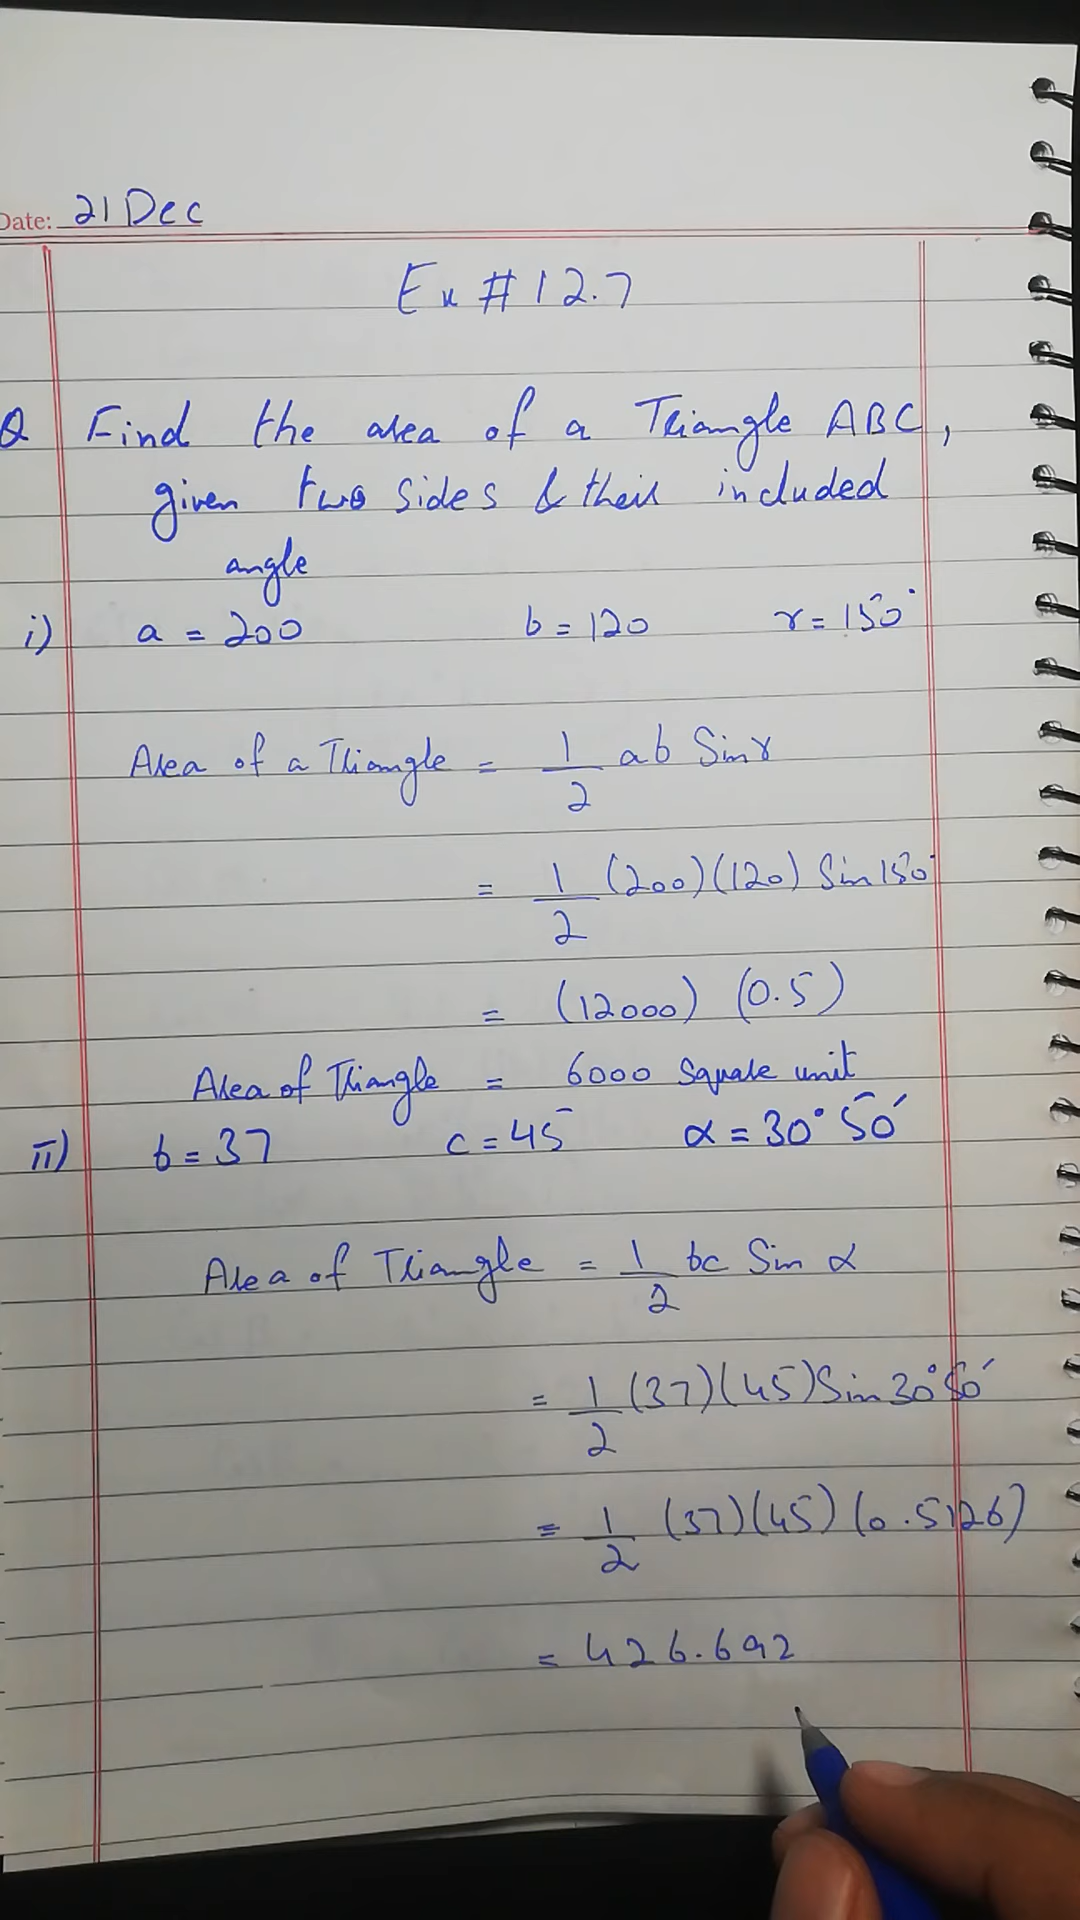 Date: 21 Dec
Ex # 12.7
Q Find the area of a Triangle ABC,
given two sides & their included
angle
i) a = 200 b = 120 γ = 150°
Area of a Triangle = 1/2 ab Sin γ
= 1/2 (200)(120) Sin 150°
= (12000) (0.5)
Area of Triangle = 6000 Square unit
ii) b = 37 c = 45 α = 30° 50′
Area of Triangle = 1/2 bc Sin α
= 1/2 (37)(45) Sin 30° 50′
= 1/2 (37)(45) (0.5126)
= 426.692